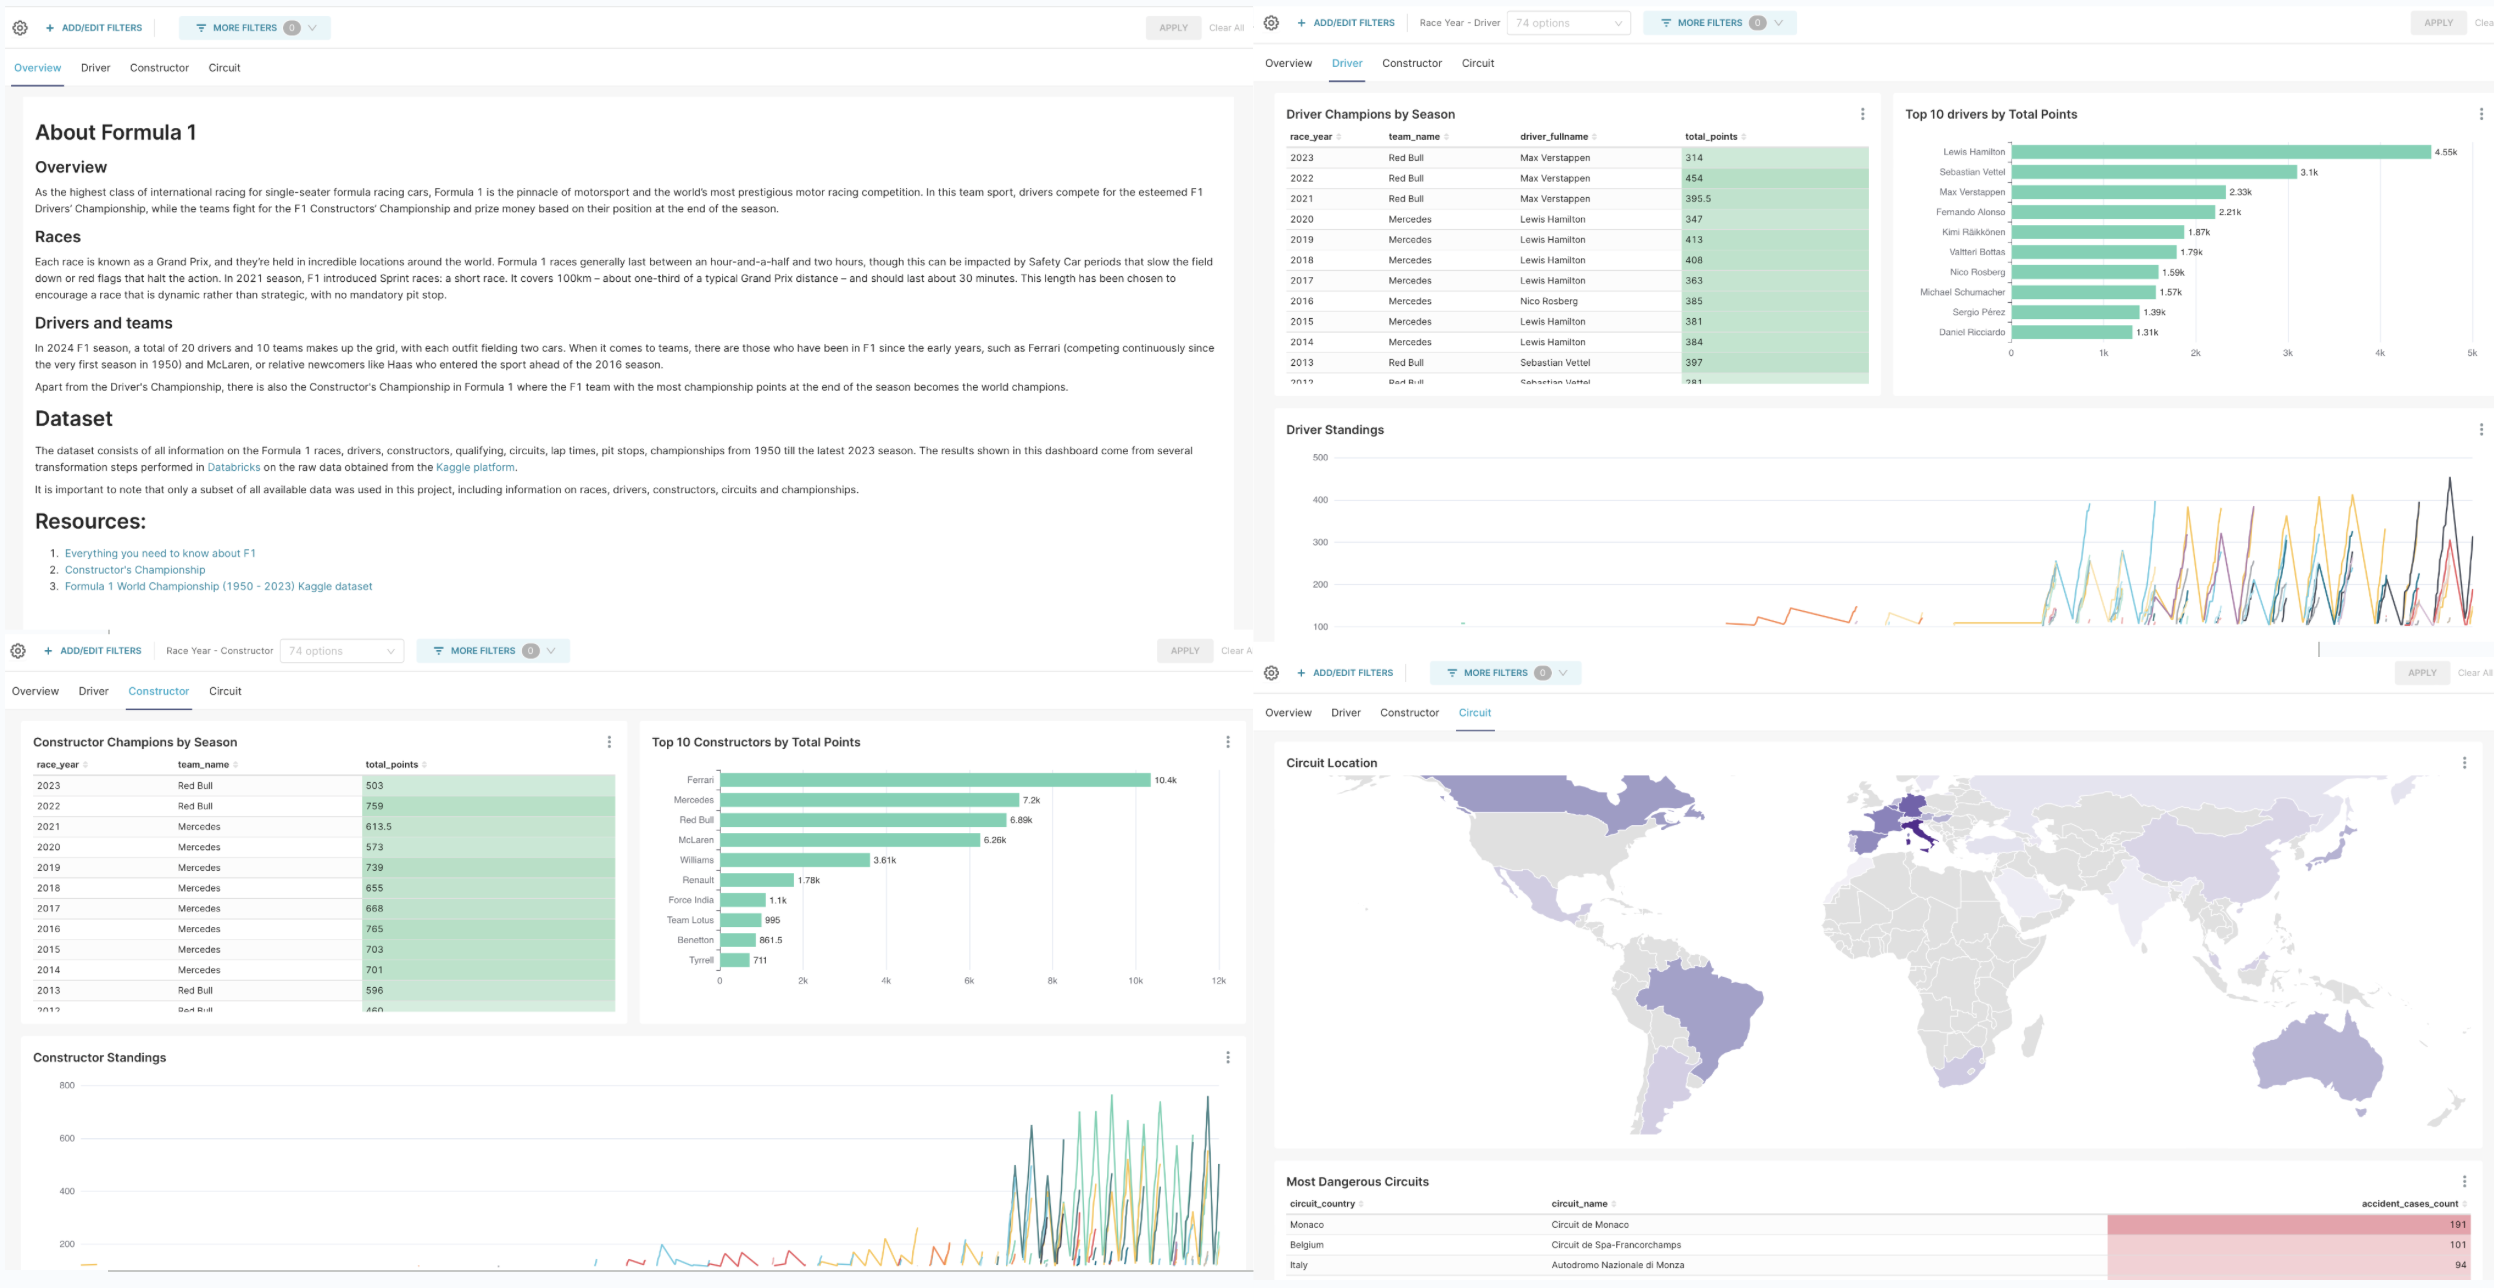 ADD/EDIT FILTERS
MORE FILTERS 0
APPLY
Clear All
Overview Driver Constructor Circuit
About Formula 1
Overview
As the highest class of international racing for single-seater formula racing cars, Formula 1 is the pinnacle of motorsport and the world's most prestigious motor racing competition. In this team sport, drivers compete for the esteemed F1
Drivers' Championship, while the teams fight for the F1 Constructors' Championship and prize money based on their position at the end of the season.
Races
Each race is known as a Grand Prix, and they're held in incredible locations around the world. Formula 1 races generally last between an hour-and-a-half and two hours, though this can be impacted by Safety Car periods that slow the field
down or red flags that halt the action. In 2021 season, F1 introduced Sprint races: a short race. It covers 100km – about one-third of a typical Grand Prix distance – and should last about 30 minutes. This length has been chosen to
encourage a race that is dynamic rather than strategic, with no mandatory pit stop.
Drivers and teams
In 2024 F1 season, a total of 20 drivers and 10 teams makes up the grid, with each outfit fielding two cars. When it comes to teams, there are those who have been in F1 since the early years, such as Ferrari (competing continuously since
the very first season in 1950) and McLaren, or relative newcomers like Haas who entered the sport ahead of the 2016 season.
Apart from the Driver's Championship, there is also the Constructor's Championship in Formula 1 where the F1 team with the most championship points at the end of the season becomes the world champions.
Dataset
The dataset consists of all information on the Formula 1 races, drivers, constructors, qualifying, circuits, lap times, pit stops, championships from 1950 till the latest 2023 season. The results shown in this dashboard come from several
transformation steps performed in Databricks on the raw data obtained from the Kaggle platform.
It is important to note that only a subset of all available data was used in this project, including information on races, drivers, constructors, circuits and championships.
Resources:
1. Everything you need to know about F1
2. Constructor's Championship
3. Formula 1 World Championship (1950 - 2023) Kaggle dataset
ADD/EDIT FILTERS
Race Year - Driver
74 options
MORE FILTERS 0
APPLY
Clea
Overview Driver Constructor Circuit
Driver Champions by Season
race_year team_name driver_fullname total_points
2023 Red Bull Max Verstappen 314
2022 Red Bull Max Verstappen 454
2021 Red Bull Max Verstappen 395.5
2020 Mercedes Lewis Hamilton 347
2019 Mercedes Lewis Hamilton 413
2018 Mercedes Lewis Hamilton 408
2017 Mercedes Lewis Hamilton 363
2016 Mercedes Nico Rosberg 385
2015 Mercedes Lewis Hamilton 381
2014 Mercedes Lewis Hamilton 384
2013 Red Bull Sebastian Vettel 397
2012 Red Bull Sebastian Vettel 281
Top 10 drivers by Total Points
Lewis Hamilton 4.55k
Sebastian Vettel 3.1k
Max Verstappen 2.33k
Fernando Alonso 2.21k
Kimi Räikkönen 1.87k
Valtteri Bottas 1.79k
Nico Rosberg 1.59k
Michael Schumacher 1.57k
Sergio Pérez 1.39k
Daniel Ricciardo 1.31k
0 1k 2k 3k 4k 5k
Driver Standings
500
400
300
200
100
ADD/EDIT FILTERS
Race Year - Constructor
74 options
MORE FILTERS 0
APPLY
Clear A
Overview Driver Constructor Circuit
Constructor Champions by Season
race_year team_name total_points
2023 Red Bull 503
2022 Red Bull 759
2021 Mercedes 613.5
2020 Mercedes 573
2019 Mercedes 739
2018 Mercedes 655
2017 Mercedes 668
2016 Mercedes 765
2015 Mercedes 703
2014 Mercedes 701
2013 Red Bull 596
2012 Red Bull 460
Top 10 Constructors by Total Points
Ferrari 10.4k
Mercedes 7.2k
Red Bull 6.89k
McLaren 6.26k
Williams 3.61k
Renault 1.78k
Force India 1.1k
Team Lotus 995
Benetton 861.5
Tyrrell 711
0 2k 4k 6k 8k 10k 12k
Constructor Standings
800
600
400
200
ADD/EDIT FILTERS
MORE FILTERS 0
APPLY
Clear All
Overview Driver Constructor Circuit
Circuit Location
Most Dangerous Circuits
circuit_country circuit_name accident_cases_count
Monaco Circuit de Monaco 191
Belgium Circuit de Spa-Francorchamps 101
Italy Autodromo Nazionale di Monza 94